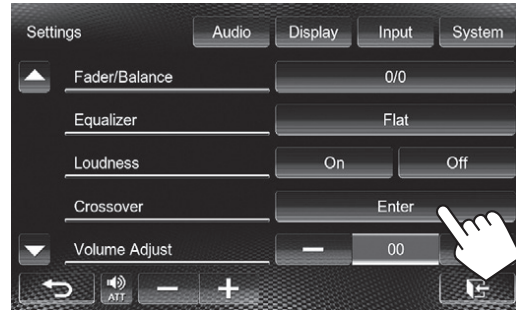 Settings Audio Display Input System
Fader/Balance 0/0
Equalizer Flat
Loudness On Off
Crossover Enter
Volume Adjust — 00
ATT — +